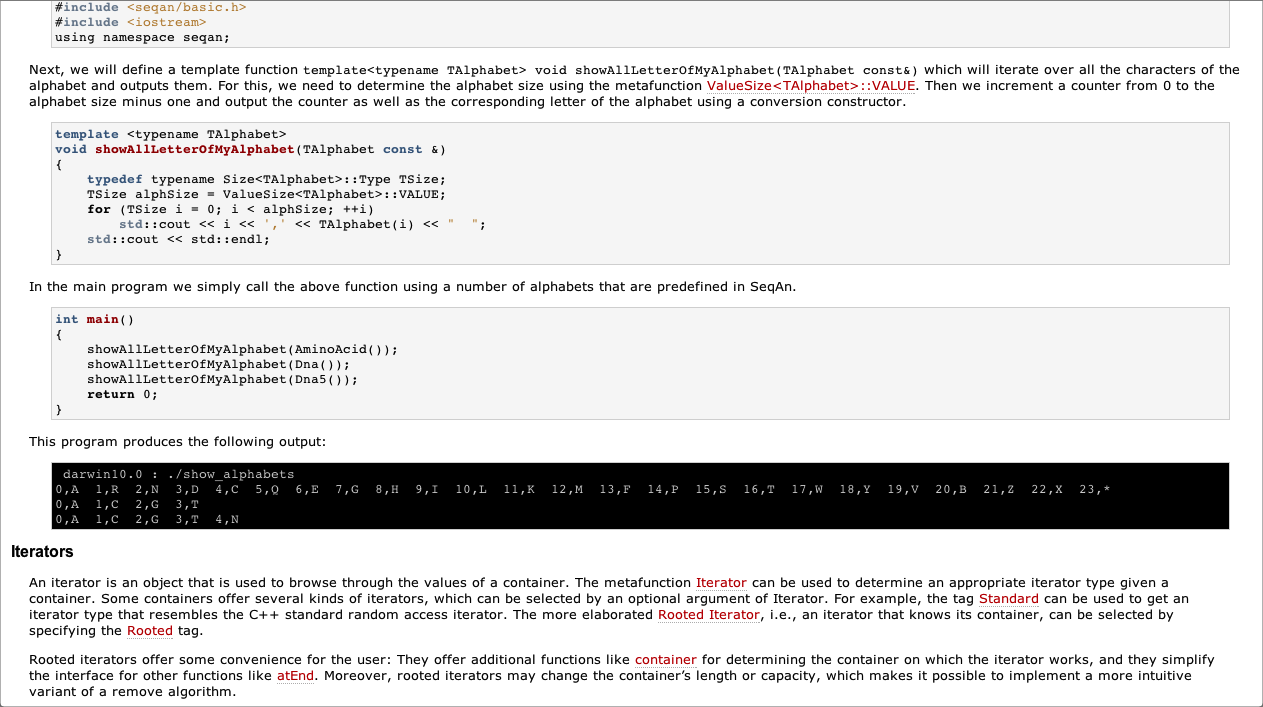 #include <seqan/basic.h>
#include <iostream>
using namespace seqan;
Next, we will define a template function template<typename TAlphabet> void showAllLetterOfMyAlphabet(TAlphabet const&) which will iterate over all the characters of the
alphabet and outputs them. For this, we need to determine the alphabet size using the metafunction ValueSize<TAlphabet>::VALUE. Then we increment a counter from 0 to the
alphabet size minus one and output the counter as well as the corresponding letter of the alphabet using a conversion constructor.
template <typename TAlphabet>
void showAllLetterOfMyAlphabet(TAlphabet const &)
{
    typedef typename Size<TAlphabet>::Type TSize;
    TSize alphSize = ValueSize<TAlphabet>::VALUE;
    for (TSize i = 0; i < alphSize; ++i)
        std::cout << i << ',' << TAlphabet(i) << "  ";
    std::cout << std::endl;
}
In the main program we simply call the above function using a number of alphabets that are predefined in SeqAn.
int main()
{
    showAllLetterOfMyAlphabet(AminoAcid());
    showAllLetterOfMyAlphabet(Dna());
    showAllLetterOfMyAlphabet(Dna5());
    return 0;
}
This program produces the following output:
darwin10.0 : ./show_alphabets
0,A  1,R  2,N  3,D  4,C  5,Q  6,E  7,G  8,H  9,I  10,L  11,K  12,M  13,F  14,P  15,S  16,T  17,W  18,Y  19,V  20,B  21,Z  22,X  23,*
0,A  1,C  2,G  3,T
0,A  1,C  2,G  3,T  4,N
Iterators
An iterator is an object that is used to browse through the values of a container. The metafunction Iterator can be used to determine an appropriate iterator type given a
container. Some containers offer several kinds of iterators, which can be selected by an optional argument of Iterator. For example, the tag Standard can be used to get an
iterator type that resembles the C++ standard random access iterator. The more elaborated Rooted Iterator, i.e., an iterator that knows its container, can be selected by
specifying the Rooted tag.
Rooted iterators offer some convenience for the user: They offer additional functions like container for determining the container on which the iterator works, and they simplify
the interface for other functions like atEnd. Moreover, rooted iterators may change the container’s length or capacity, which makes it possible to implement a more intuitive
variant of a remove algorithm.